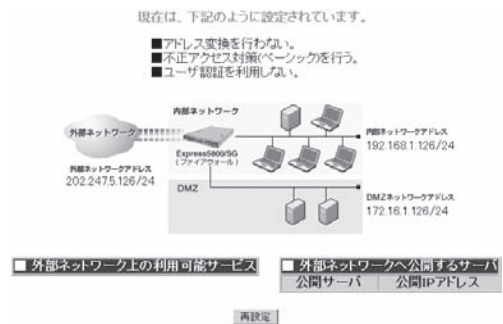 現在は、下記のように設定されています。
■アドレス変換を行わない。
■不正アクセス対策(ベーシック)を行う。
■ユーザ認証を利用しない。
内部ネットワーク
外部ネットワーク
内部ネットワークアドレス
192.168.1.126/24
Express5800/SG
(ファイアウォール)
外部ネットワークアドレス
202.247.5.126/24
DMZ
DMZネットワークアドレス
172.16.1.126/24
■ 外部ネットワーク上の利用可能サービス
■ 外部ネットワークへ公開するサーバ
公開サーバ 公開IPアドレス
再設定